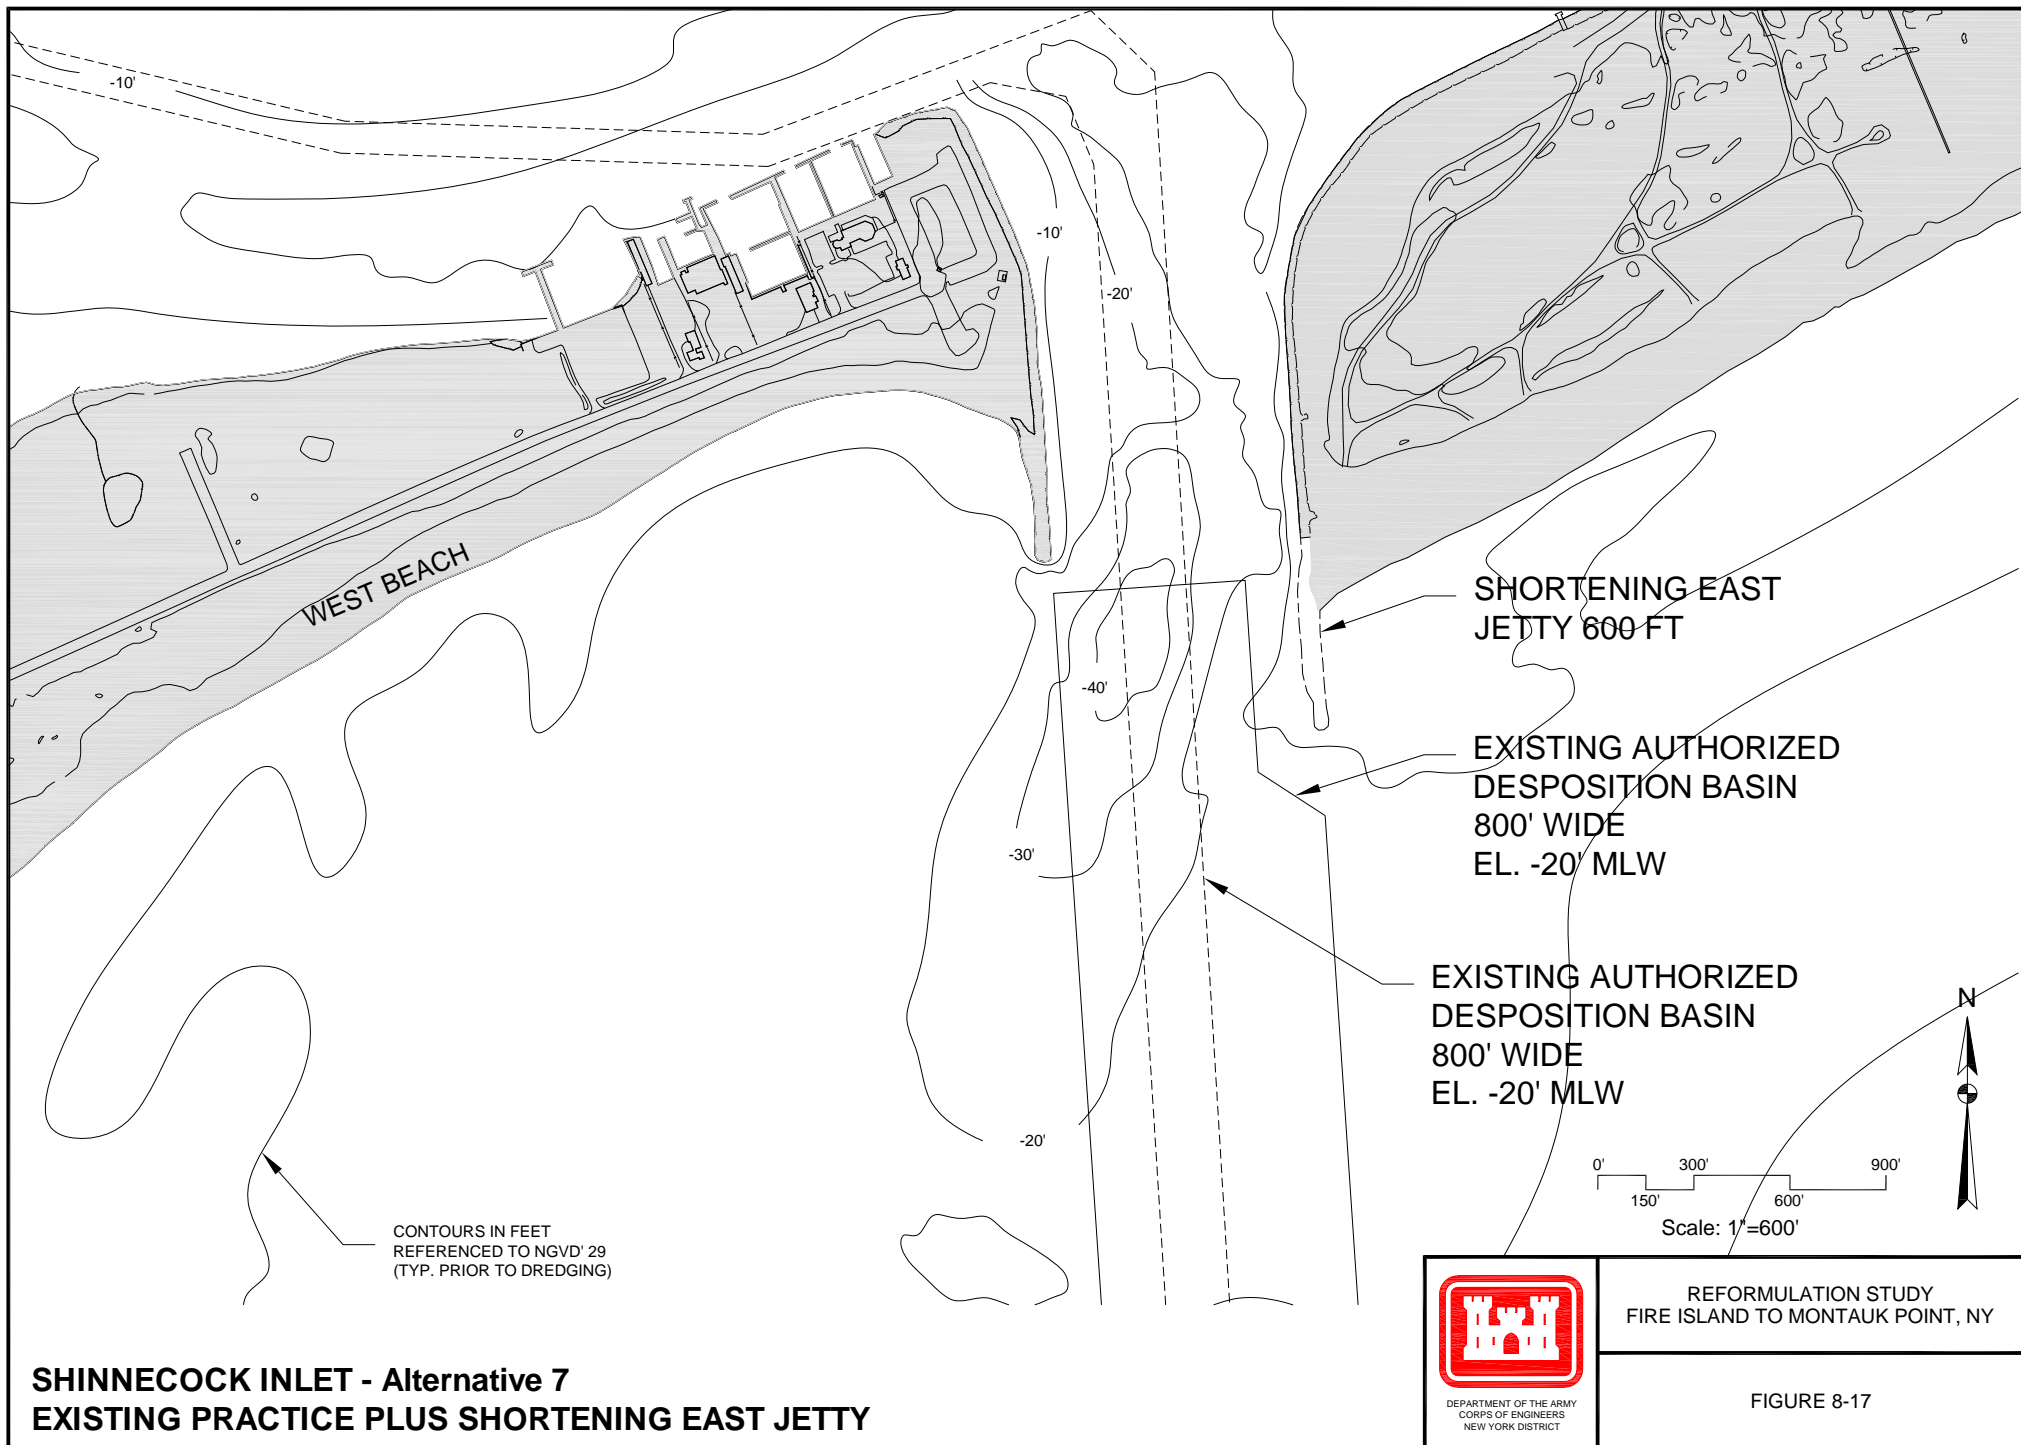 -10'
-10'
-20'
WEST BEACH
SHORTENING EAST
JETTY 600 FT
-40'
EXISTING AUTHORIZED
DESPOSITION BASIN
800' WIDE
EL. -20' MLW
-30'
EXISTING AUTHORIZED
DESPOSITION BASIN
800' WIDE
EL. -20' MLW
N
-20'
0' 300' 900'
150' 600'
Scale: 1"=600'
CONTOURS IN FEET
REFERENCED TO NGVD' 29
(TYP. PRIOR TO DREDGING)
REFORMULATION STUDY
FIRE ISLAND TO MONTAUK POINT, NY
DEPARTMENT OF THE ARMY
CORPS OF ENGINEERS
NEW YORK DISTRICT
FIGURE 8-17
SHINNECOCK INLET - Alternative 7
EXISTING PRACTICE PLUS SHORTENING EAST JETTY